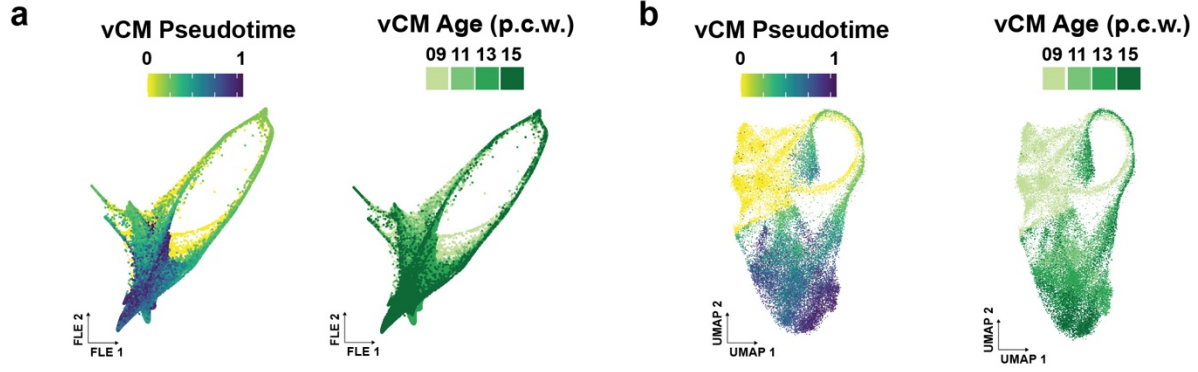 a
vCM Pseudotime
0 1
vCM Age (p.c.w.)
09 11 13 15
FLE 2
FLE 1
FLE 2
FLE 1
b
vCM Pseudotime
0 1
vCM Age (p.c.w.)
09 11 13 15
UMAP 2
UMAP 1
UMAP 2
UMAP 1